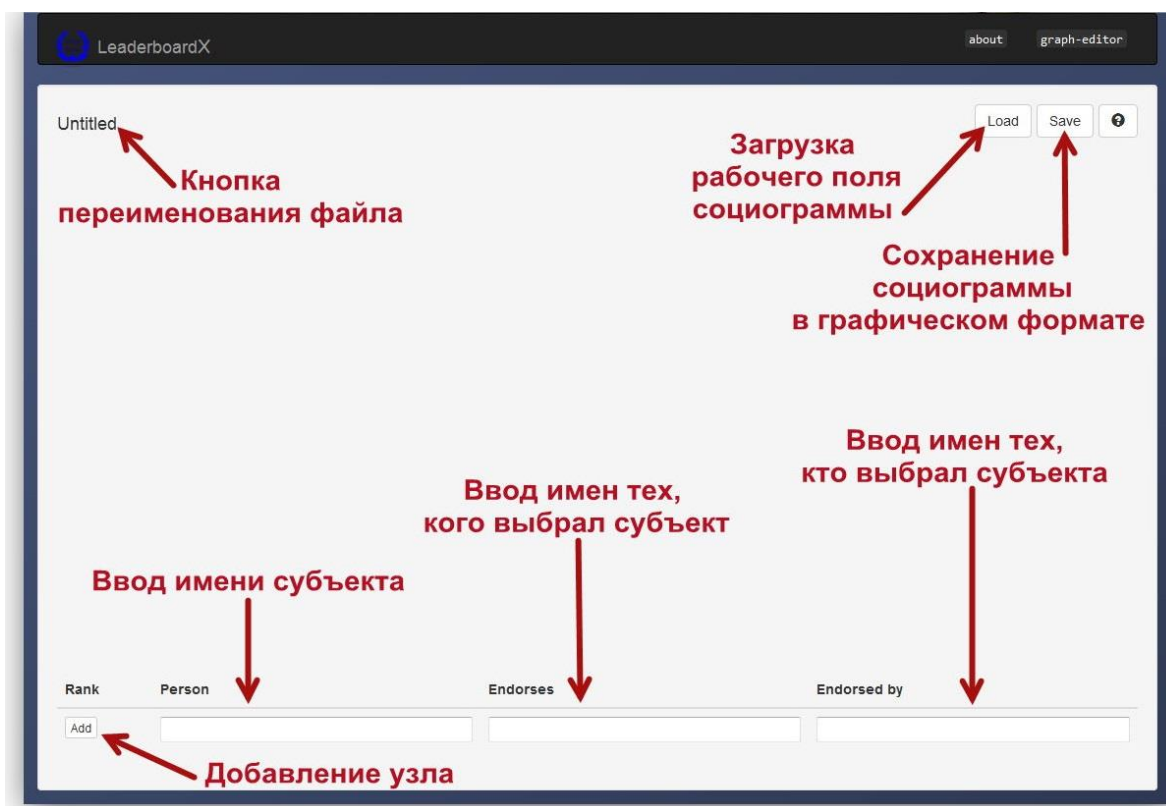 LeaderboardX
about graph-editor
Untitled
Load Save
Кнопка
переименования файла
Загрузка
рабочего поля
социограммы
Сохранение
социограммы
в графическом формате
Ввод имен тех,
кто выбрал субъекта
Ввод имен тех,
кого выбрал субъект
Ввод имени субъекта
Rank Person Endorses Endorsed by
Add
Добавление узла